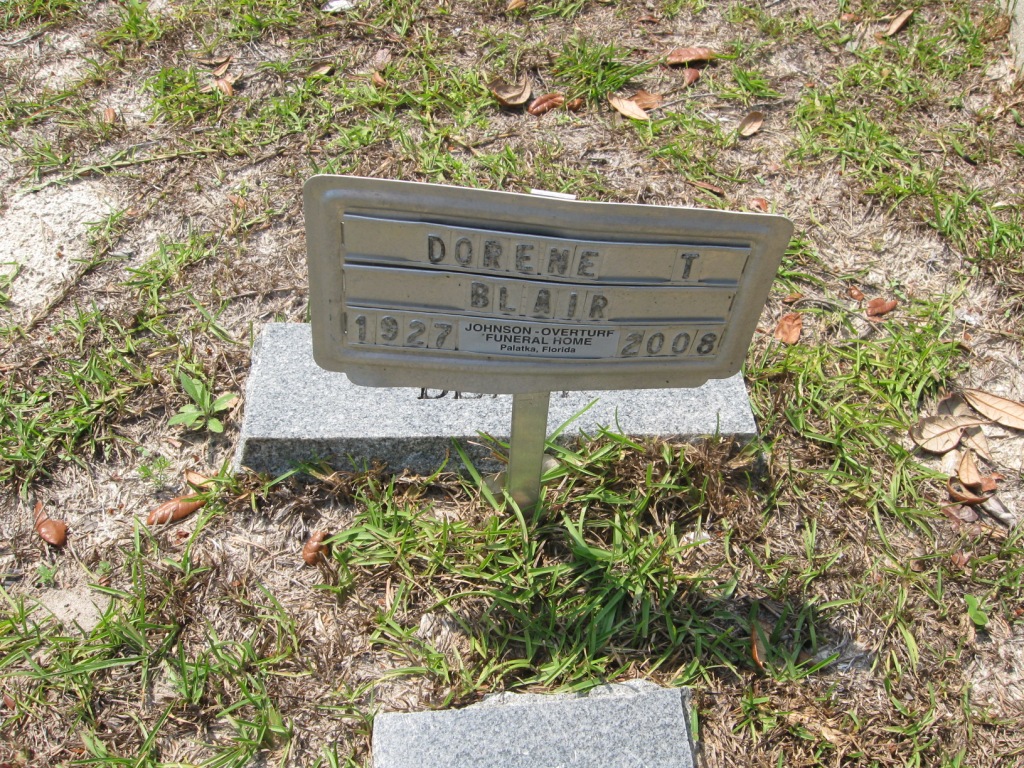 DORENE T
BLAIR
1927 JOHNSON-OVERTURF 2008
FUNERAL HOME
Palatka, Florida